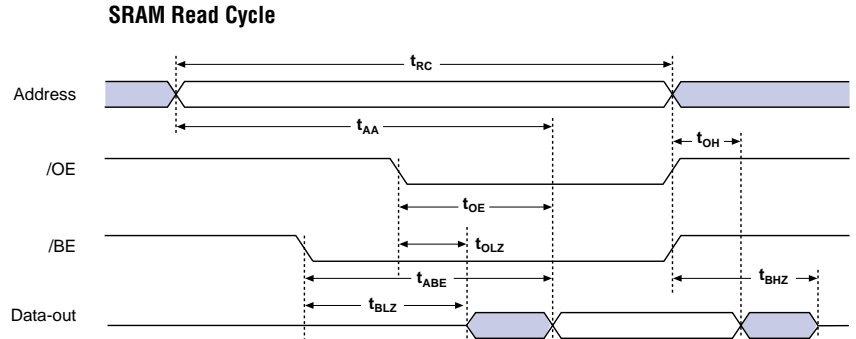 SRAM Read Cycle
tRC
Address
tAA
tOH
/OE
tOE
/BE
tOLZ
tABE
tBHZ
tBLZ
Data-out